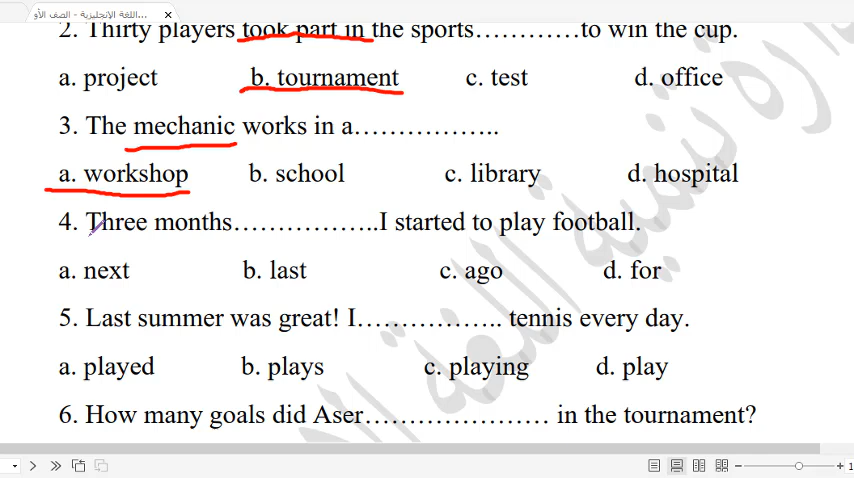 اللغة الإنجليزية - الصف الأو...
2. Thirty players took part in the sports…………to win the cup.
a. project b. tournament c. test d. office
3. The mechanic works in a……………..
a. workshop b. school c. library d. hospital
4. Three months……………..I started to play football.
a. next b. last c. ago d. for
5. Last summer was great! I…………….. tennis every day.
a. played b. plays c. playing d. play
6. How many goals did Aser………………… in the tournament?